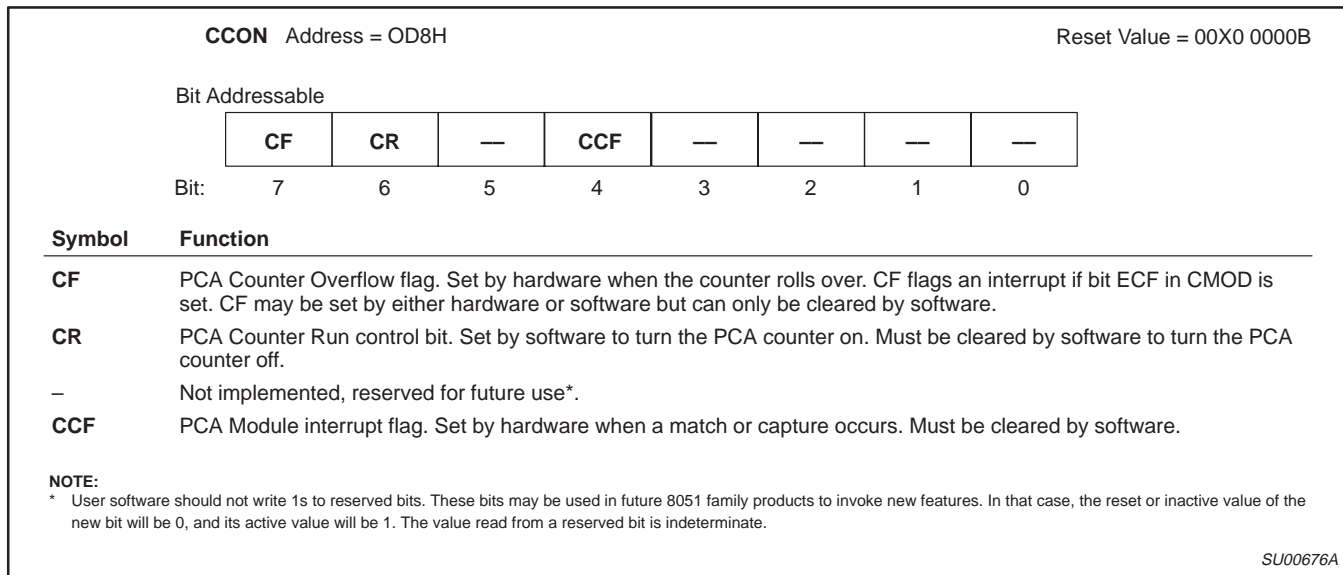 CCON Address = OD8H Reset Value = 00X0 0000B
Bit Addressable
CF CR — CCF — — — —
Bit: 7 6 5 4 3 2 1 0
Symbol Function
CF PCA Counter Overflow flag. Set by hardware when the counter rolls over. CF flags an interrupt if bit ECF in CMOD is
set. CF may be set by either hardware or software but can only be cleared by software.
CR PCA Counter Run control bit. Set by software to turn the PCA counter on. Must be cleared by software to turn the PCA
counter off.
– Not implemented, reserved for future use*.
CCF PCA Module interrupt flag. Set by hardware when a match or capture occurs. Must be cleared by software.
NOTE:
* User software should not write 1s to reserved bits. These bits may be used in future 8051 family products to invoke new features. In that case, the reset or inactive value of the
new bit will be 0, and its active value will be 1. The value read from a reserved bit is indeterminate.
SU00676A